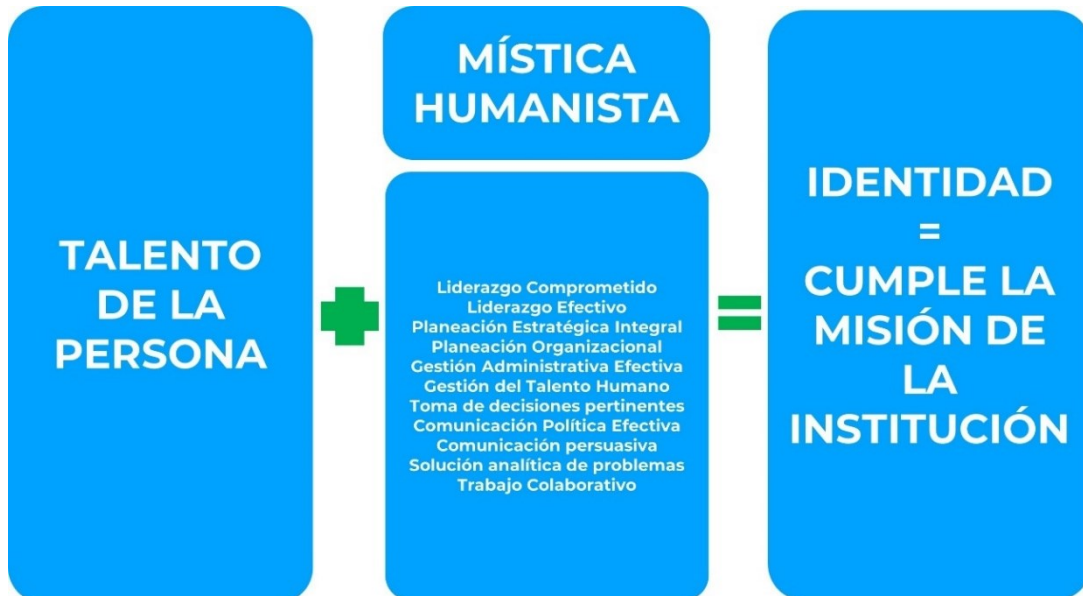 TALENTO
DE LA
PERSONA
MÍSTICA
HUMANISTA
Liderazgo Comprometido
Liderazgo Efectivo
Planeación Estratégica Integral
Planeación Organizacional
Gestión Administrativa Efectiva
Gestión del Talento Humano
Toma de decisiones pertinentes
Comunicación Política Efectiva
Comunicación persuasiva
Solución analítica de problemas
Trabajo Colaborativo
IDENTIDAD
=
CUMPLE LA
MISIÓN DE
LA
INSTITUCIÓN